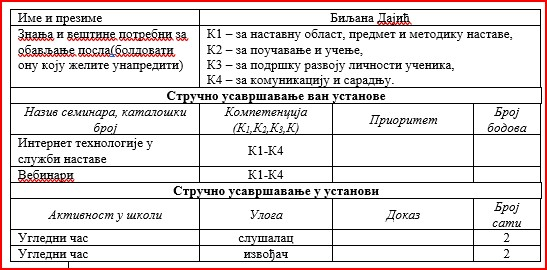 Име и презиме
Биљана Дајић
Знања и вештине потребни за
обављање посла(болдовати
ону коју желите унапредити)
К1 – за наставну област, предмет и методику наставе,
К2 – за поучавање и учење,
К3 – за подршку развоју личности ученика,
К4 – за комуникацију и сарадњу.
Стручно усавршавање ван установе
Назив семинара, каталошки
број
Компетенција
(К1,К2,К3,К)
Приоритет
Број
бодова
Интернет технологије у
служби наставе
К1-К4
Вебинари
К1-К4
Стручно усавршавање у установи
Активност у школи
Улога
Доказ
Број
сати
Угледни час
слушалац
2
Угледни час
извођач
2